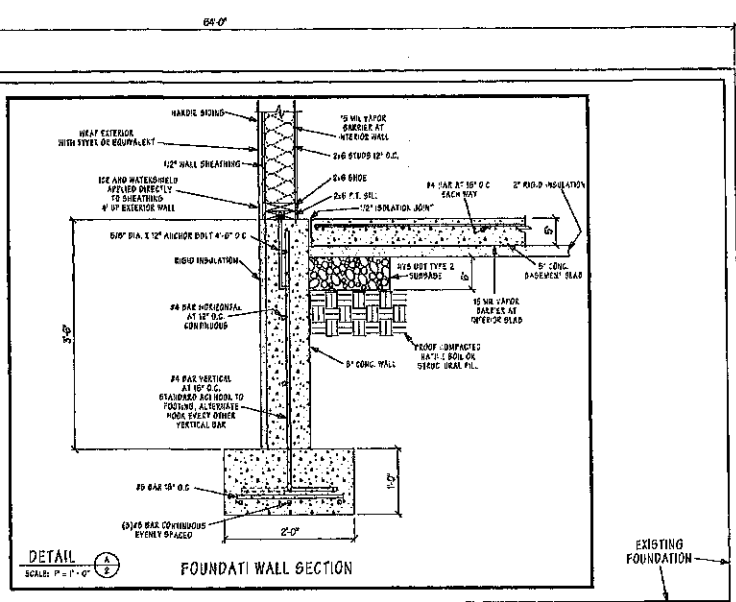 64'-0"
HARDIE SIDING
WRAP EXTERIOR
WITH
OR EQUIVALENT
1/2" WALL SHEATHING
ICE AND WATERSHIELD
APPLIED DIRECTLY
TO SHEATHING
4' UP EXTERIOR WALL
5/8" DIA. X 12" ANCHOR BOLT 4'-0" O.C
RIGID INSULATION
#4 BAR HORIZONTAL
AT 12" O.C.
CONTINUOUS
3'-6"
#4 BAR VERTICAL
AT 16" O.C.
STANDARD ACI HOOK TO
FOOTING, ALTERNATE
HOOK EVERY OTHER
VERTICAL BAR
#5 BAR 16" O.C
(3)#5 BAR CONTINUOUS
EVENLY SPACED
15 MIL VAPOR
BARRIER AT
INTERIOR WALL
2x6 STUDS 12" O.C.
2x6 SHOE
2x6 P.T. SILL
1/2" ISOLATION JOINT
#4 BAR AT 16" O.C
EACH WAY
2" RIGID INSULATION
TYPE 2
SUBBASE
5" CONC.
BASEMENT SLAB
15 MIL VAPOR
BARRIER AT
INTERIOR SLAB
PROOF COMPACTED
NATIVE SOIL OR
STRUCTURAL FILL
CONC. WALL
1'-0"
2'-0"
DETAIL
A
2
SCALE: 1" = 1' - 0"
FOUNDATI WALL SECTION
EXISTING
FOUNDATION